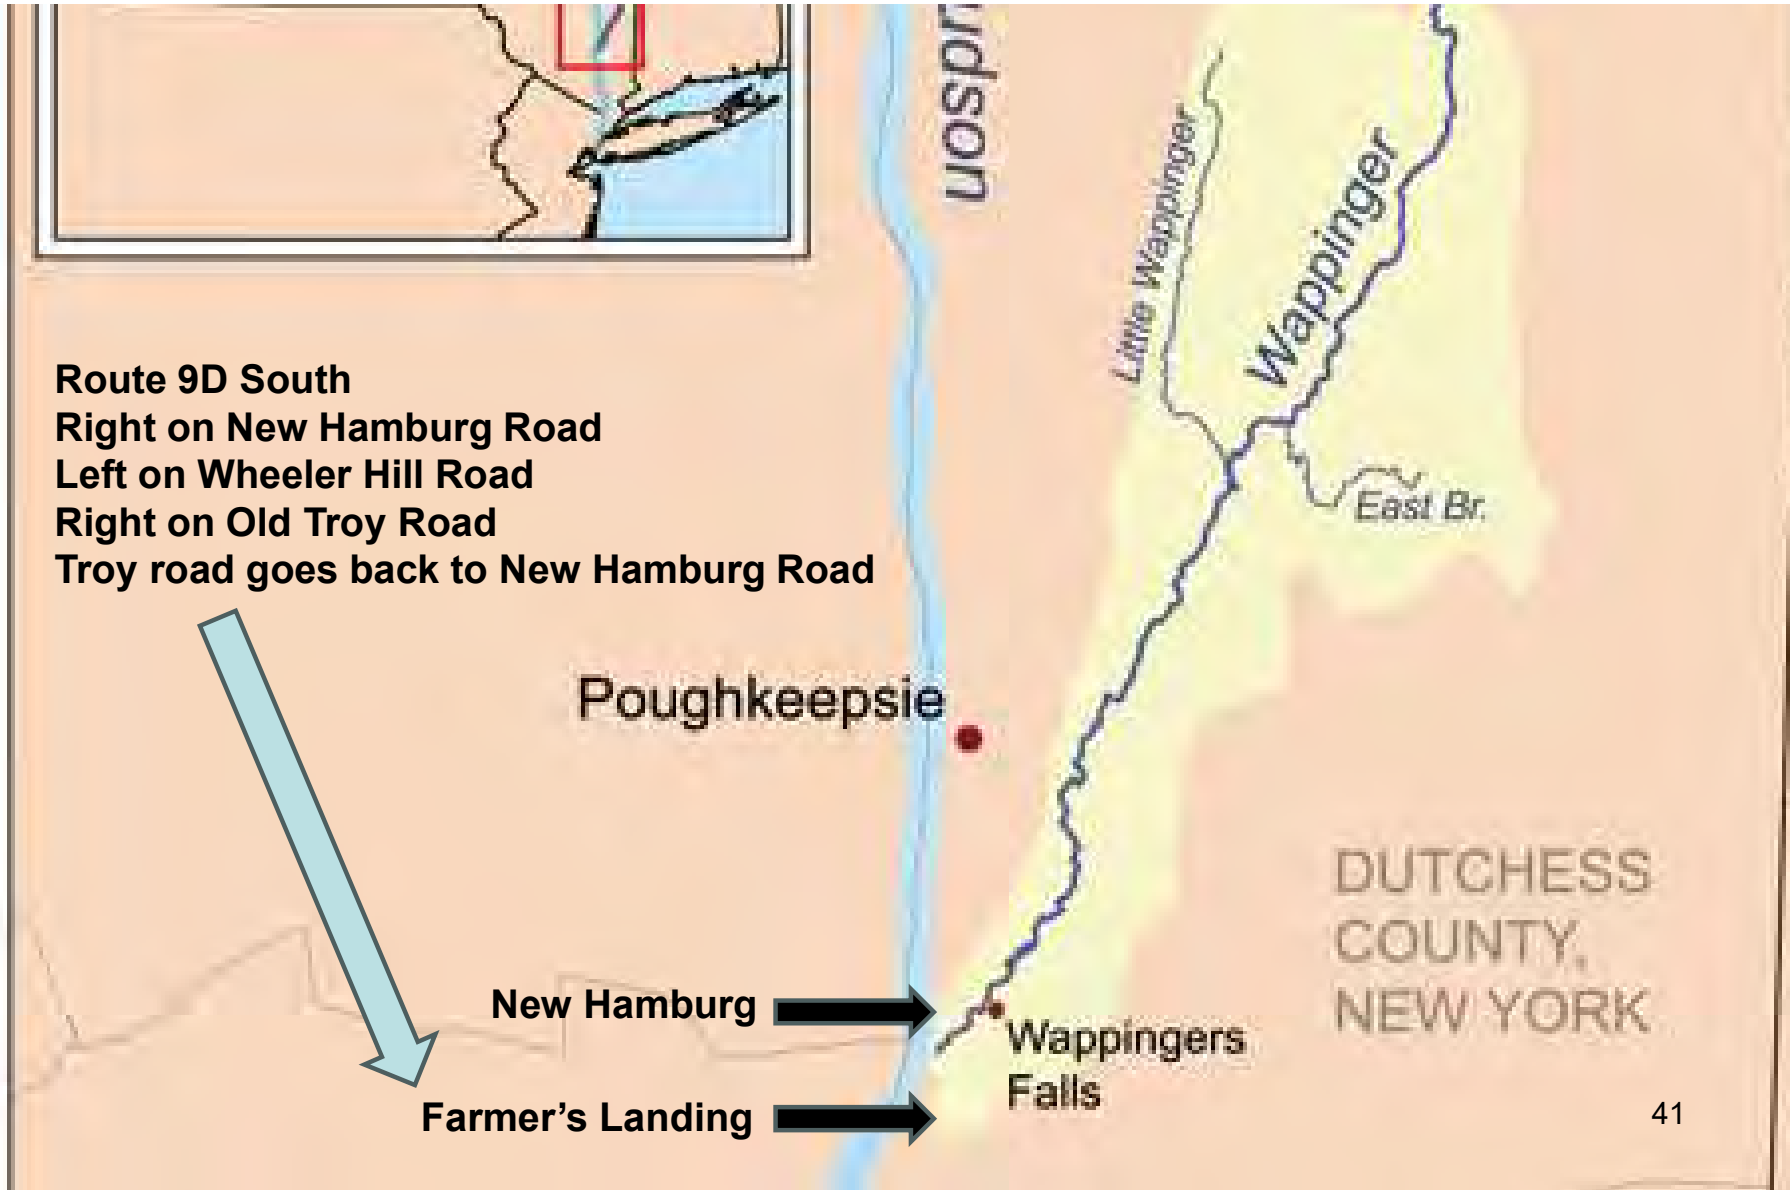 udson
Little Wappinger
Wappinger
East Br.
Route 9D South
Right on New Hamburg Road
Left on Wheeler Hill Road
Right on Old Troy Road
Troy road goes back to New Hamburg Road
Poughkeepsie
DUTCHESS
COUNTY,
NEW YORK
New Hamburg
Wappingers
Falls
Farmer’s Landing
41